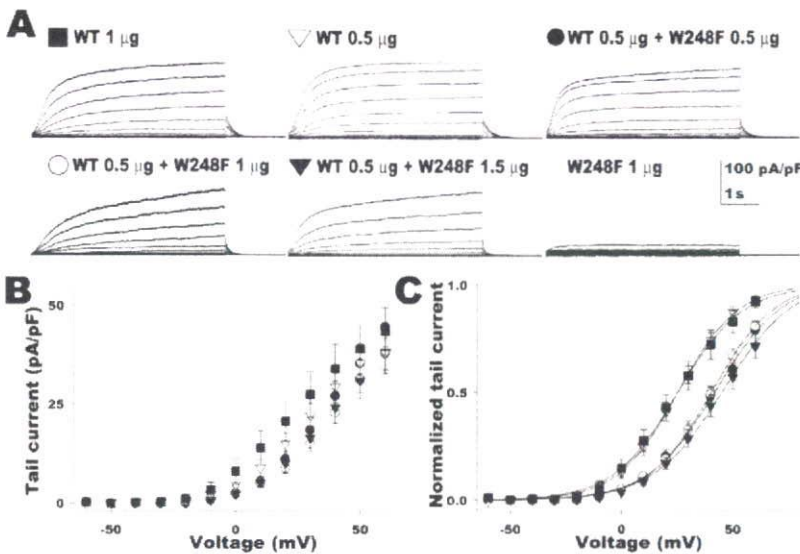 A
WT 1 µg
WT 0.5 µg
WT 0.5 µg + W248F 0.5 µg
WT 0.5 µg + W248F 1 µg
WT 0.5 µg + W248F 1.5 µg
W248F 1 µg
100 pA/pF
1s
B
Tail current (pA/pF)
50
25
0
-50
0
50
Voltage (mV)
C
Normalized tail current
1.0
0.5
0.0
-50
0
50
Voltage (mV)